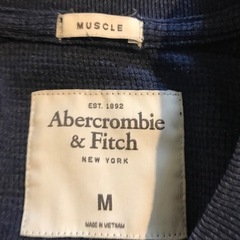 MUSCLE
EST. 1892
Abercrombie
& Fitch
NEW YORK
M
MADE IN VIETNAM